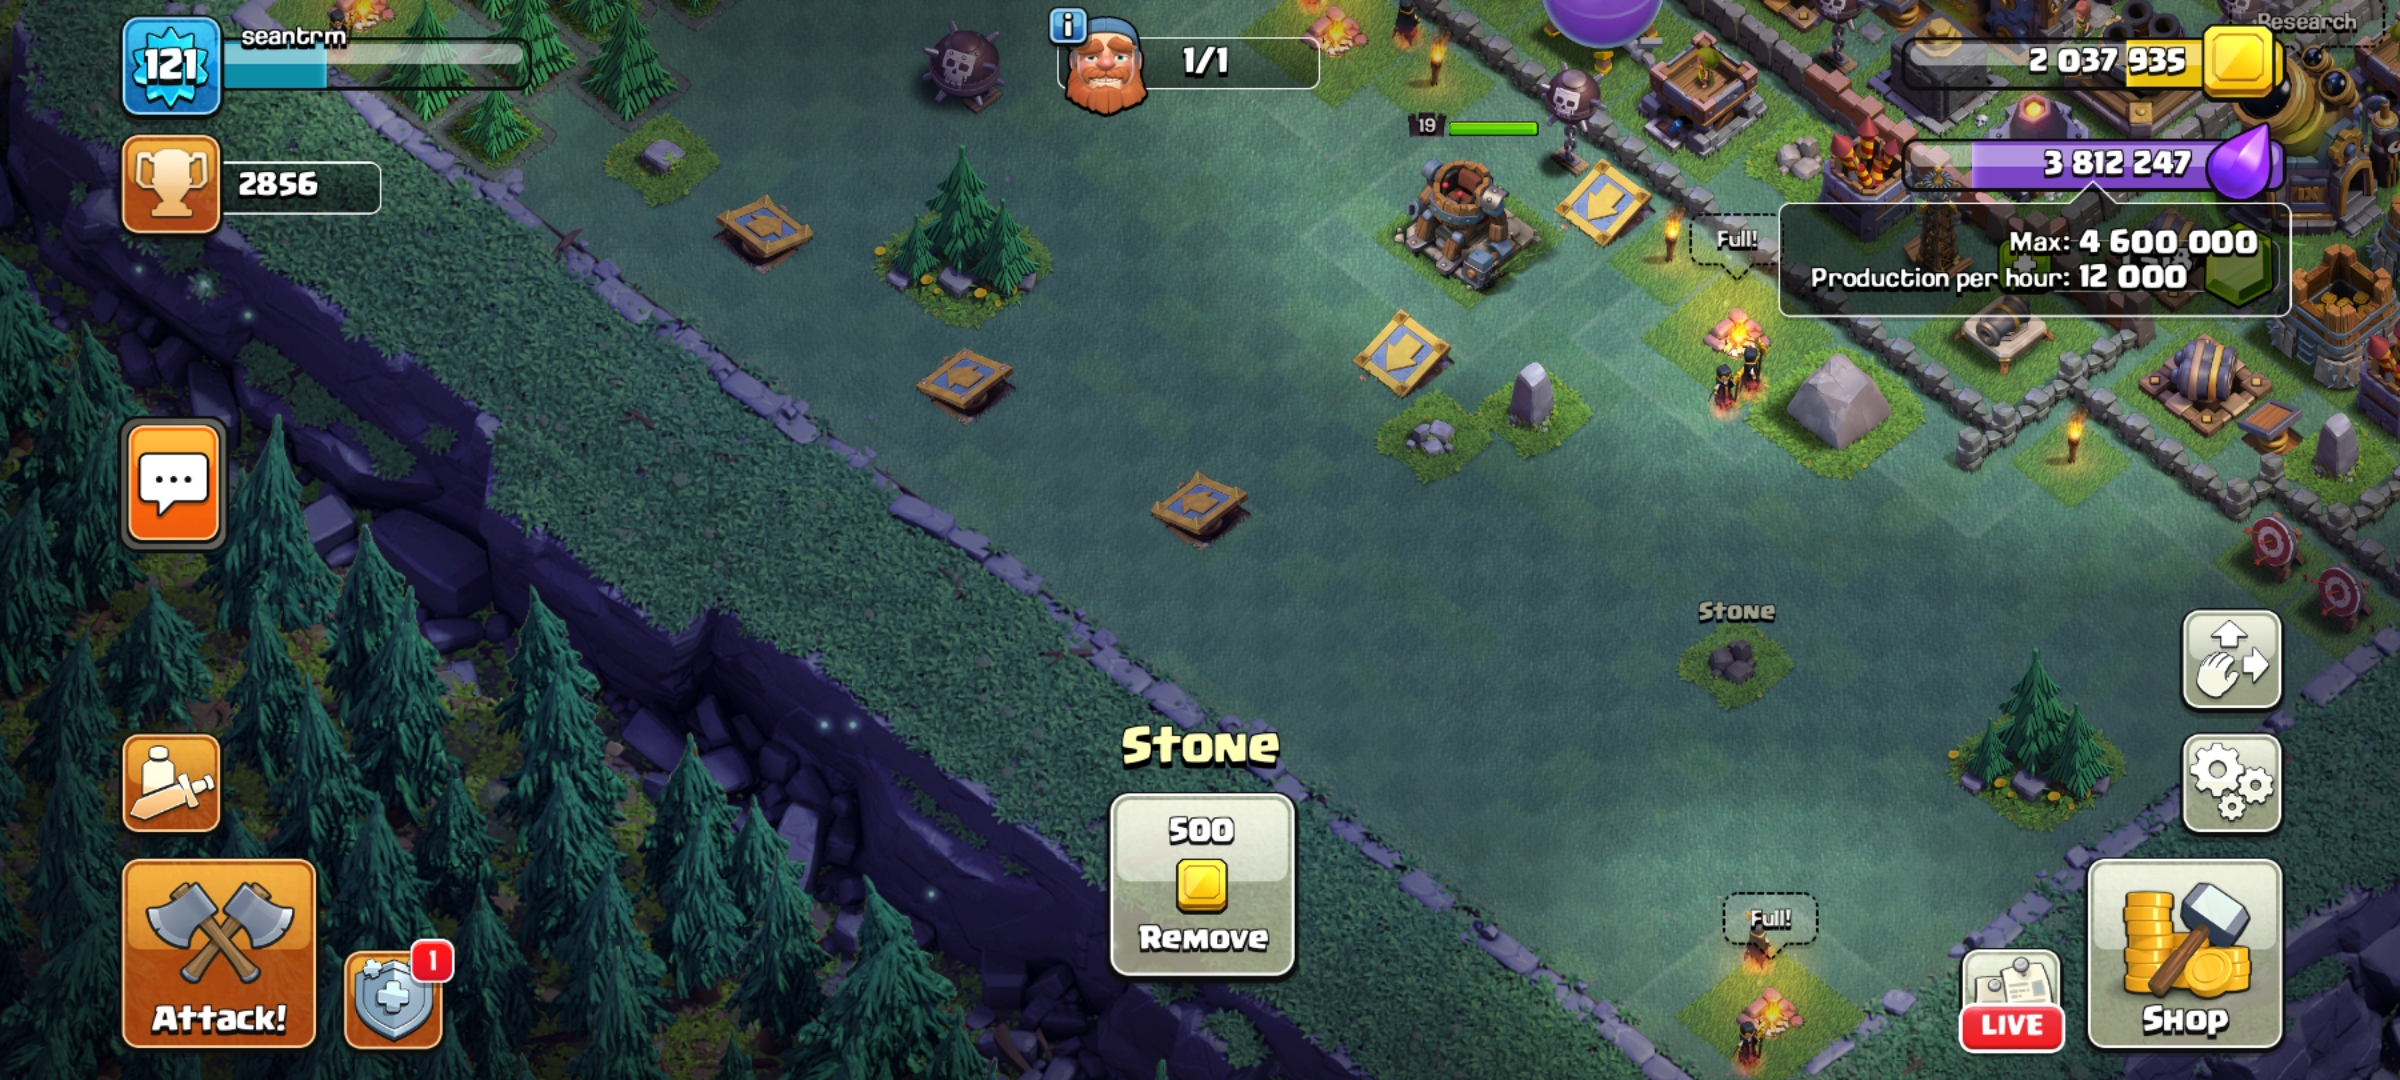 Research
seantrm
121
1/1
2 037 935
19
3 812 247
2856
Full!
Max: 4 600 000
Production per hour: 12 000
Stone
Stone
500
Remove
Full!
1
Attack!
LIVE
Shop